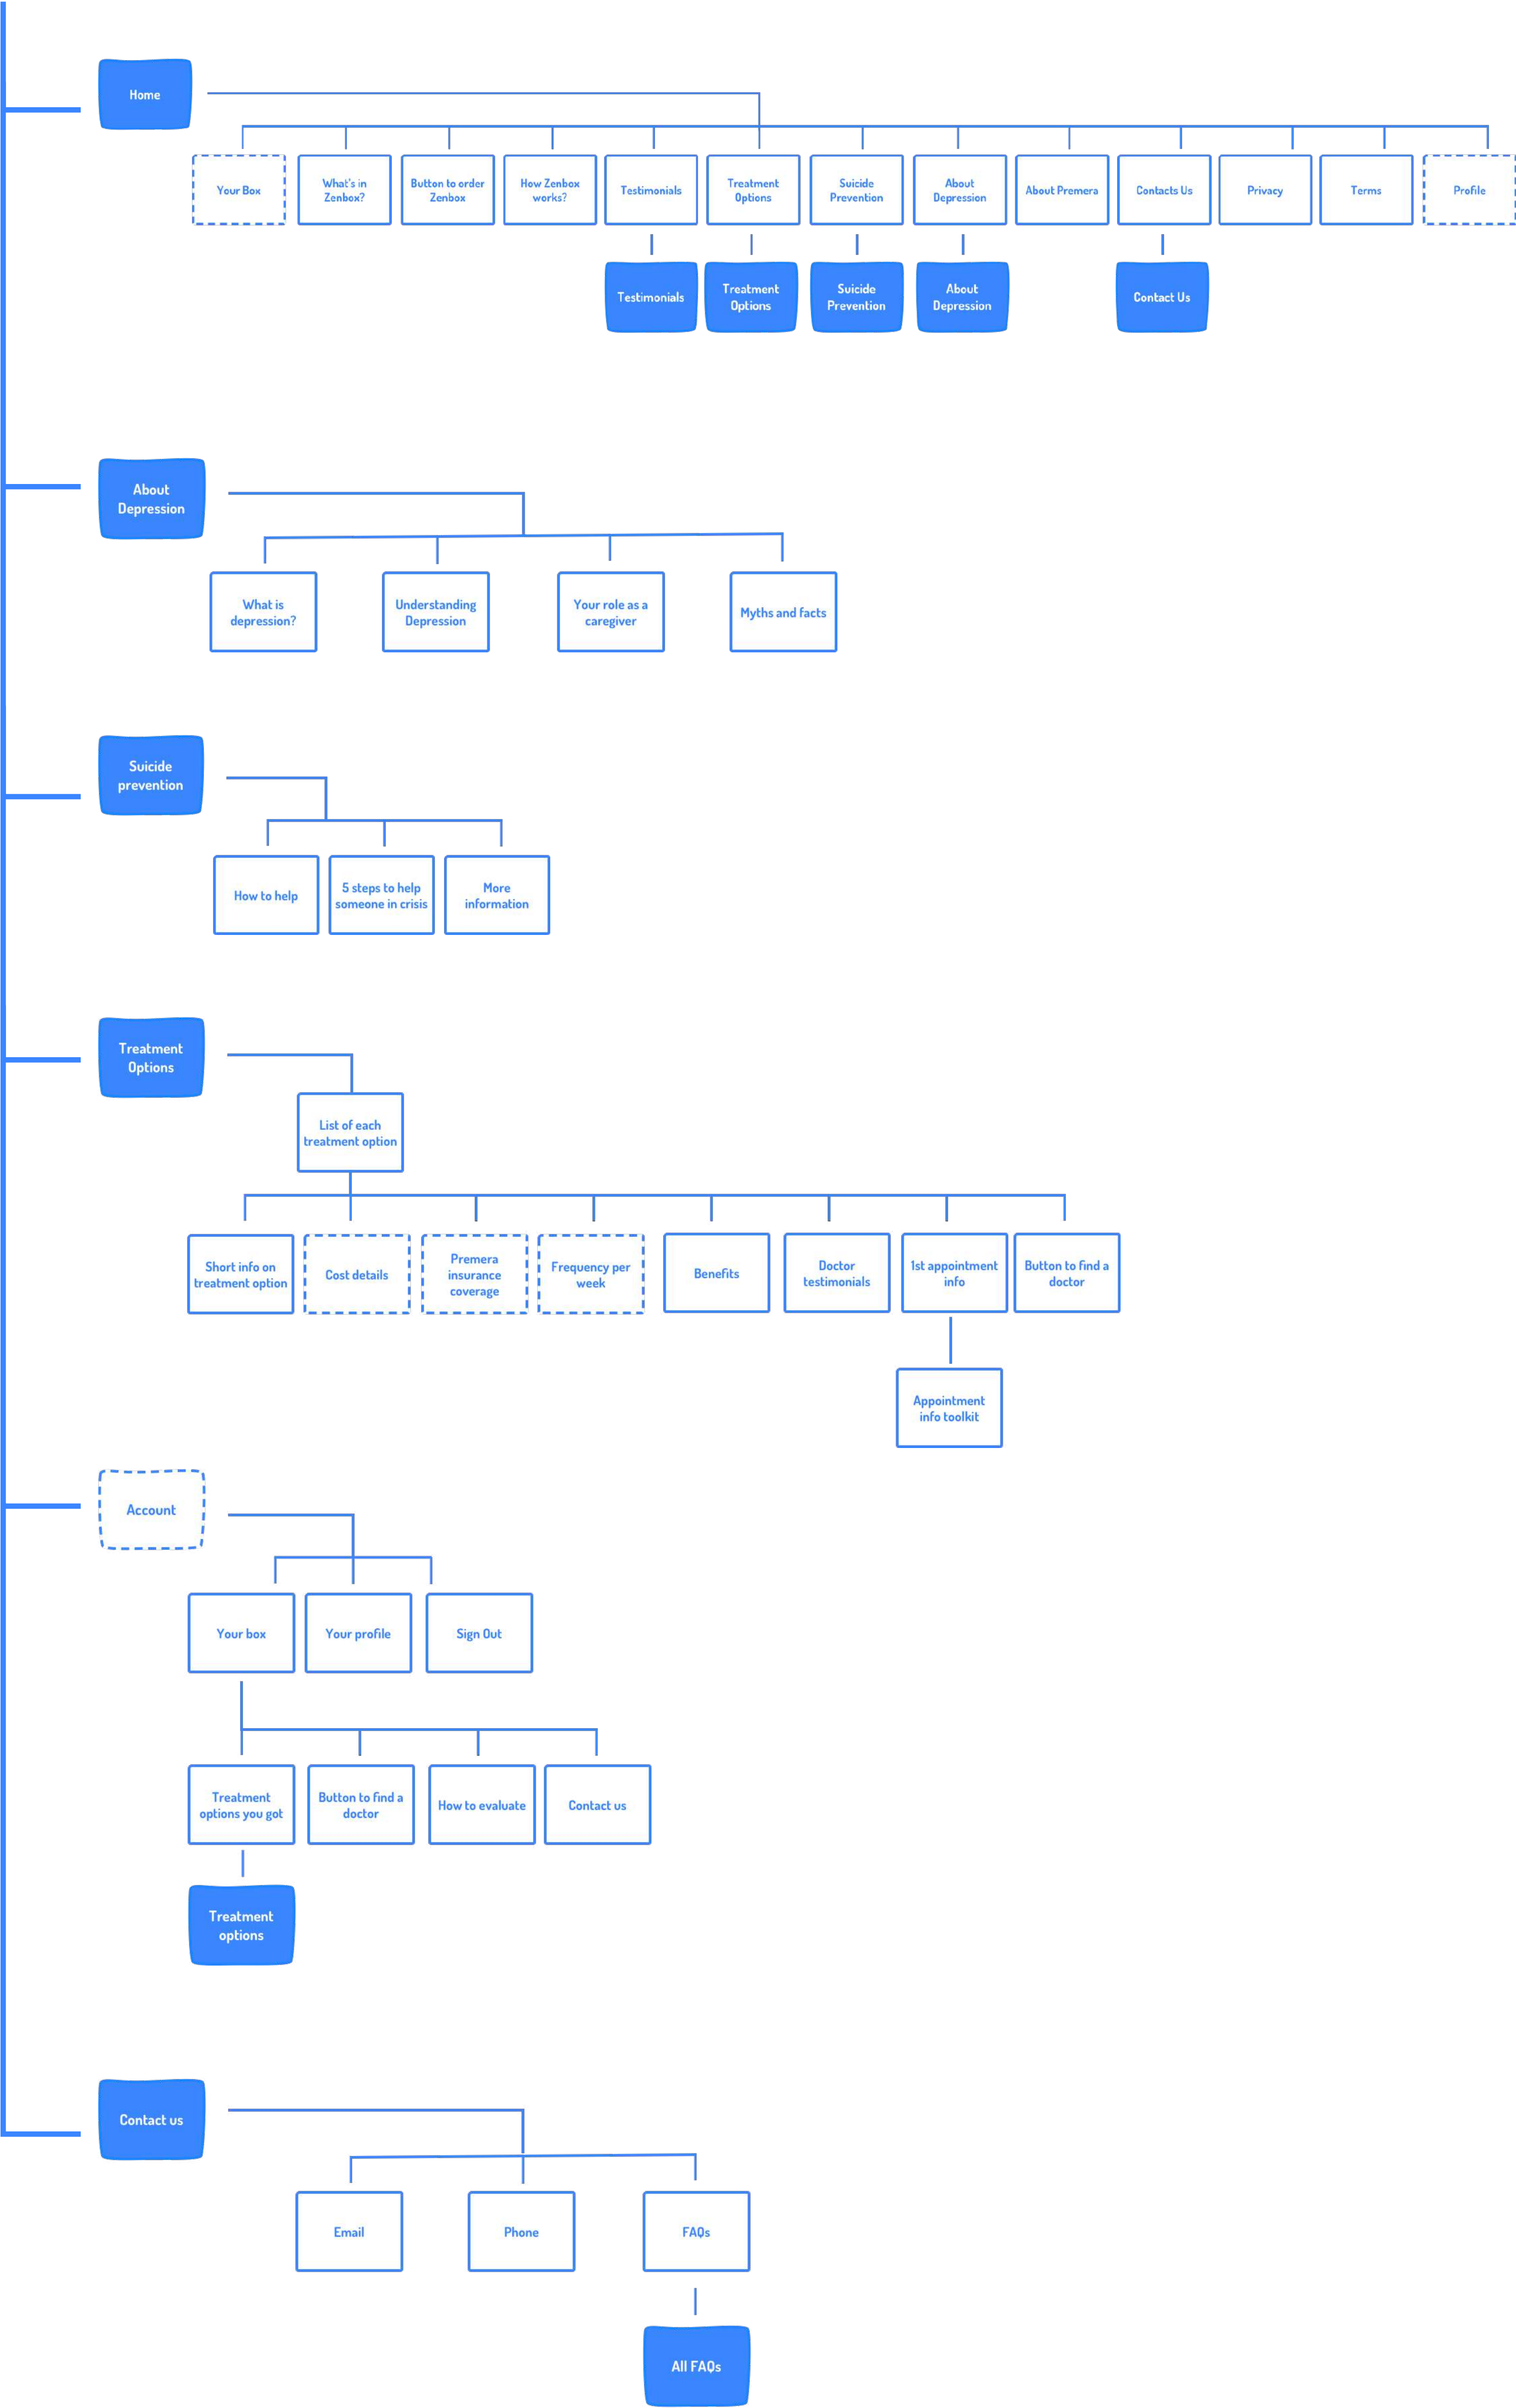 Home
Your Box
What's in
Zenbox?
Button to order
Zenbox
How Zenbox
works?
Testimonials
Treatment
Options
Suicide
Prevention
About
Depression
About Premera
Contacts Us
Privacy
Terms
Profile
Testimonials
Treatment
Options
Suicide
Prevention
About
Depression
Contact Us
About
Depression
What is
depression?
Understanding
Depression
Your role as a
caregiver
Myths and facts
Suicide
prevention
How to help
5 steps to help
someone in crisis
More
information
Treatment
Options
List of each
treatment option
Short info on
treatment option
Cost details
Premera
insurance
coverage
Frequency per
week
Benefits
Doctor
testimonials
1st appointment
info
Button to find a
doctor
Appointment
info toolkit
Account
Your box
Your profile
Sign Out
Treatment
options you got
Button to find a
doctor
How to evaluate
Contact us
Treatment
options
Contact us
Email
Phone
FAQs
All FAQs